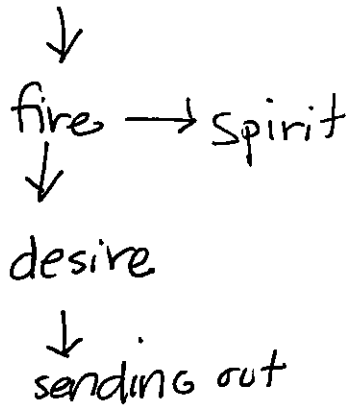 ↓
fire → Spirit
↓
desire
↓
sending out